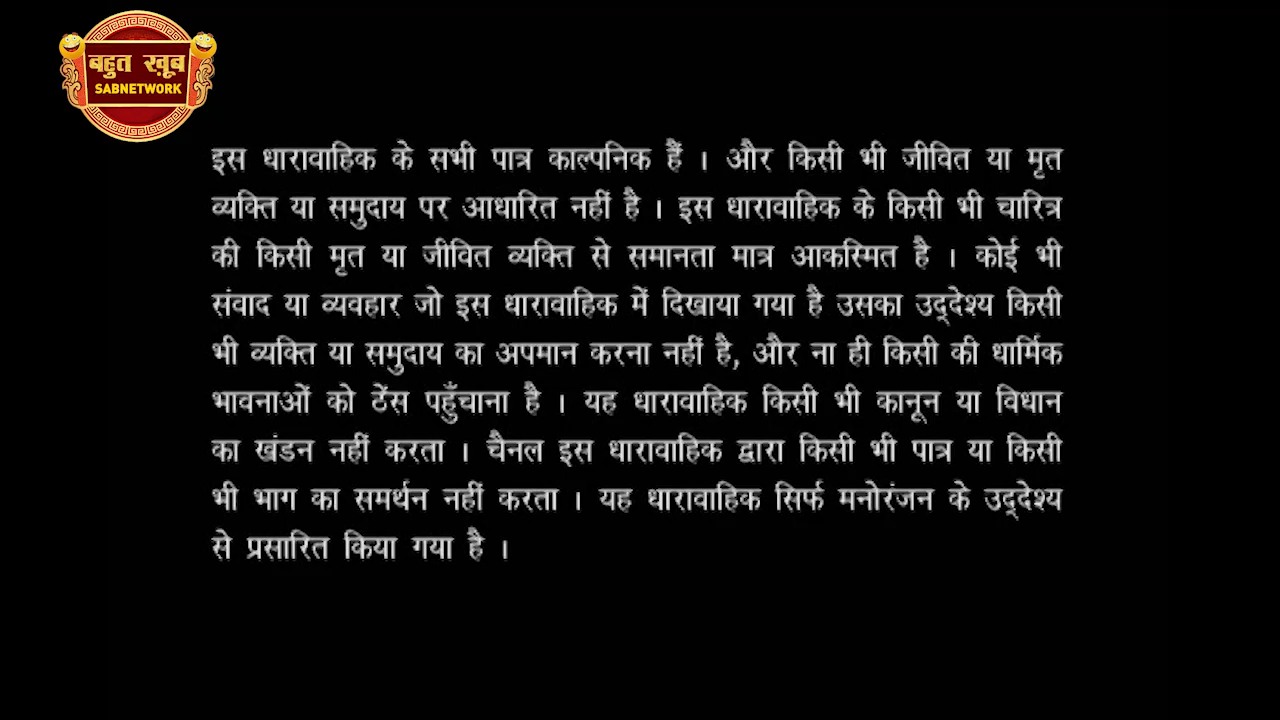 बहुत ख़ूब
SABNETWORK
इस धारावाहिक के सभी पात्र काल्पनिक हैं । और किसी भी जीवित या मृत
व्यक्ति या समुदाय पर आधारित नहीं है । इस धारावाहिक के किसी भी चारित्र
की किसी मृत या जीवित व्यक्ति से समानता मात्र आकस्मित है । कोई भी
संवाद या व्यवहार जो इस धारावाहिक में दिखाया गया है उसका उद्देश्य किसी
भी व्यक्ति या समुदाय का अपमान करना नहीं है, और ना ही किसी की धार्मिक
भावनाओं को टेंस पहुँचाना है । यह धारावाहिक किसी भी कानून या विधान
का खंडन नहीं करता । चैनल इस धारावाहिक द्वारा किसी भी पात्र या किसी
भी भाग का समर्थन नहीं करता । यह धारावाहिक सिर्फ मनोरंजन के उद्देश्य
से प्रसारित किया गया है ।